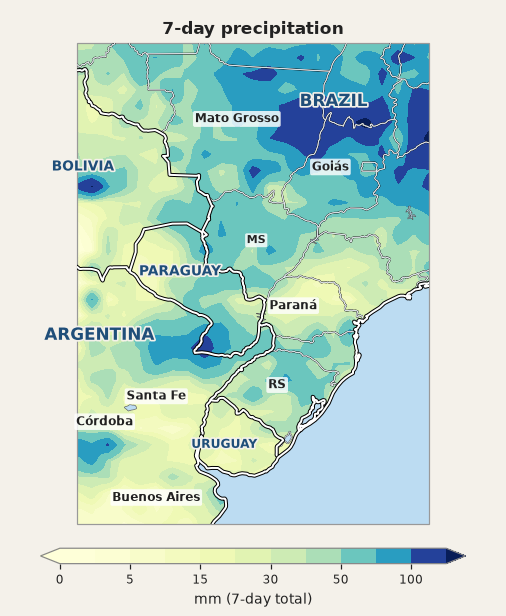 7-day precipitation
BRAZIL
Mato Grosso
BOLIVIA
Goiás
MS
PARAGUAY
Paraná
ARGENTINA
RS
Santa Fe
Córdoba
URUGUAY
Buenos Aires
0 5 15 30 50 100
mm (7-day total)